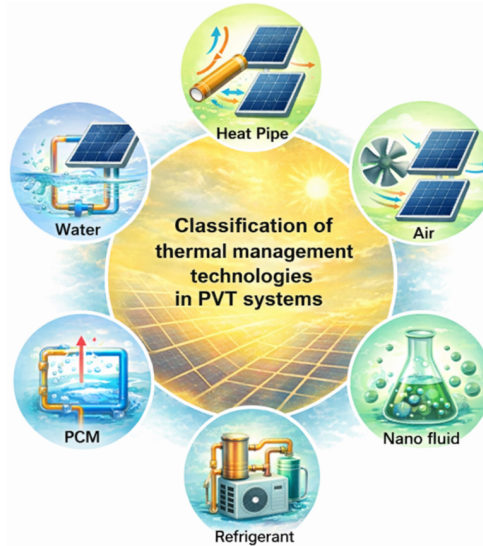 Heat Pipe
Water
Air
Classification of
thermal management
technologies
in PVT systems
PCM
Nano fluid
Refrigerant